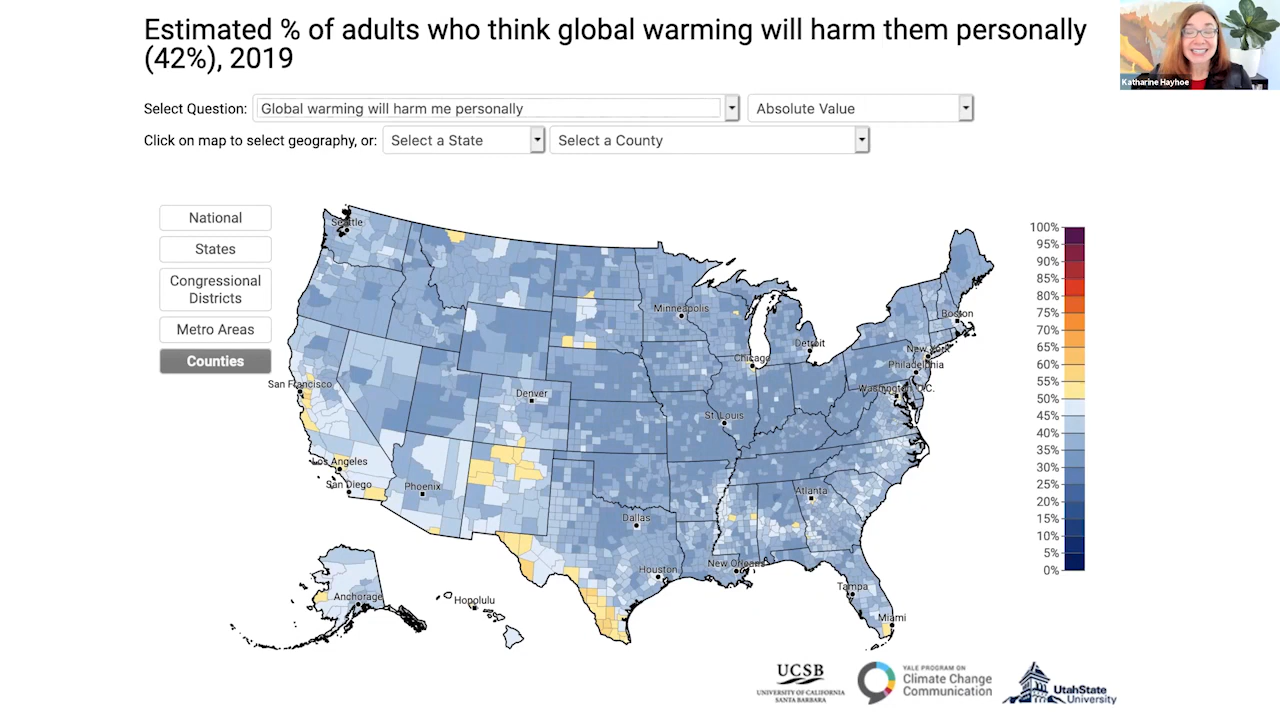 Estimated % of adults who think global warming will harm them personally
(42%), 2019
Katharine Hayhoe
Select Question:
Global warming will harm me personally
Absolute Value
Click on map to select geography, or:
Select a State
Select a County
National
States
Congressional
Districts
Metro Areas
Counties
Seattle
Minneapolis
Boston
Detroit
New York
Chicago
Philadelphia
San Francisco
Washington D.C.
Denver
St. Louis
Los Angeles
San Diego
Phoenix
Atlanta
Dallas
Houston
New Orleans
Tampa
Anchorage
Honolulu
Miami
100%
95%
90%
85%
80%
75%
70%
65%
60%
55%
50%
45%
40%
35%
30%
25%
20%
15%
10%
5%
0%
UCSB
UNIVERSITY OF CALIFORNIA
SANTA BARBARA
YALE PROGRAM ON
Climate Change
Communication
UtahState
University